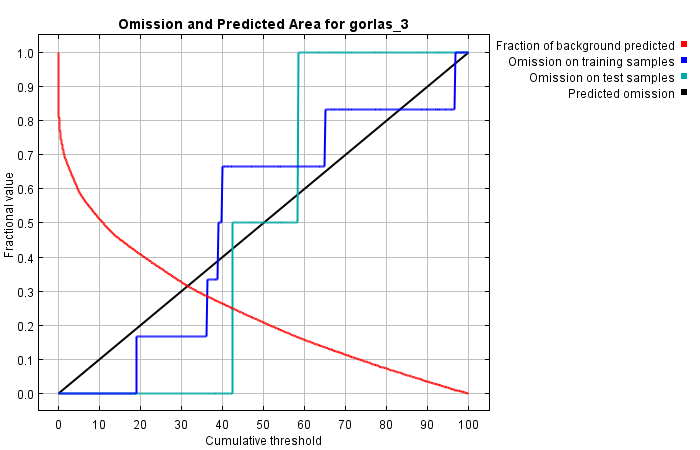 Omission and Predicted Area for gorlas_3
Fraction of background predicted
Omission on training samples
Omission on test samples
Predicted omission
Fractional value
1.0
0.9
0.8
0.7
0.6
0.5
0.4
0.3
0.2
0.1
0.0
0 10 20 30 40 50 60 70 80 90 100
Cumulative threshold